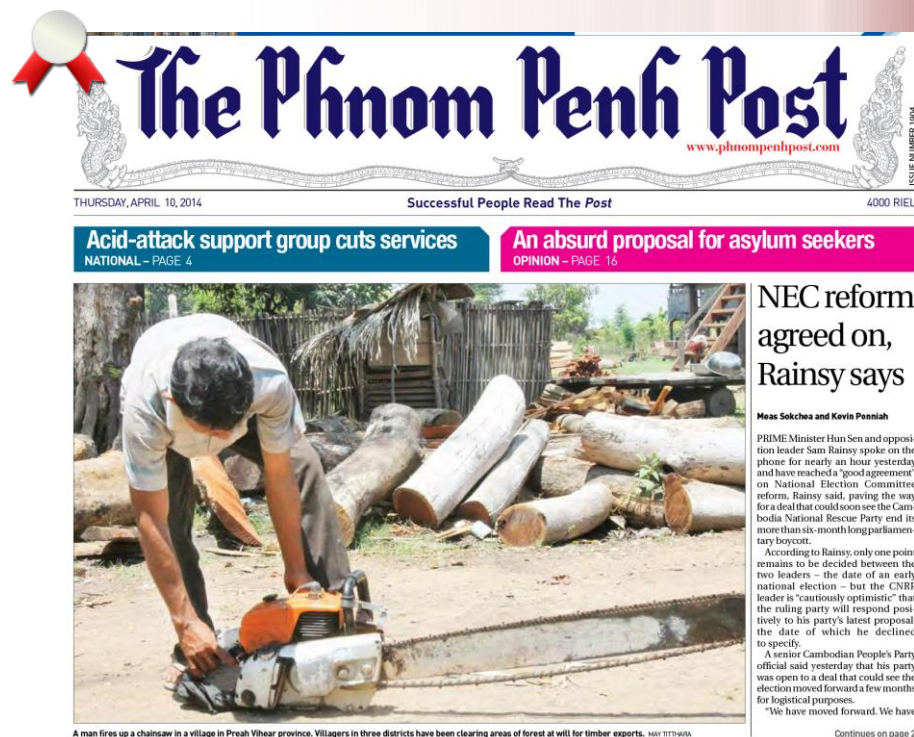 The Phnom Penh Post
www.phnompenhpost.com
ISSUE NUMBER 1904
THURSDAY, APRIL 10, 2014
Successful People Read The Post
4000 RIEL
Acid-attack support group cuts services
NATIONAL – PAGE 4
An absurd proposal for asylum seekers
OPINION – PAGE 16
NEC reform
agreed on,
Rainsy says
Meas Sokchea and Kevin Ponniah
PRIME Minister Hun Sen and opposi-
tion leader Sam Rainsy spoke on the
phone for nearly an hour yesterday
and have reached a “good agreement”
on National Election Committee
reform, Rainsy said, paving the way
for a deal that could soon see the Cam-
bodia National Rescue Party end its
more than six-month long parliamen-
tary boycott.
According to Rainsy, only one point
remains to be decided between the
two leaders – the date of an early
national election – but the CNRP
leader is “cautiously optimistic” that
the ruling party will respond posi-
tively to his party’s latest proposal,
the date of which he declined
to specify.
A senior Cambodian People’s Party
official said yesterday that his party
was open to a deal that could see the
election moved forward a few months
for logistical purposes.
“We have moved forward. We have
Continues on page 2
A man fires up a chainsaw in a village in Preah Vihear province. Villagers in three districts have been clearing areas of forest at will for timber exports. MAY TITTHARA